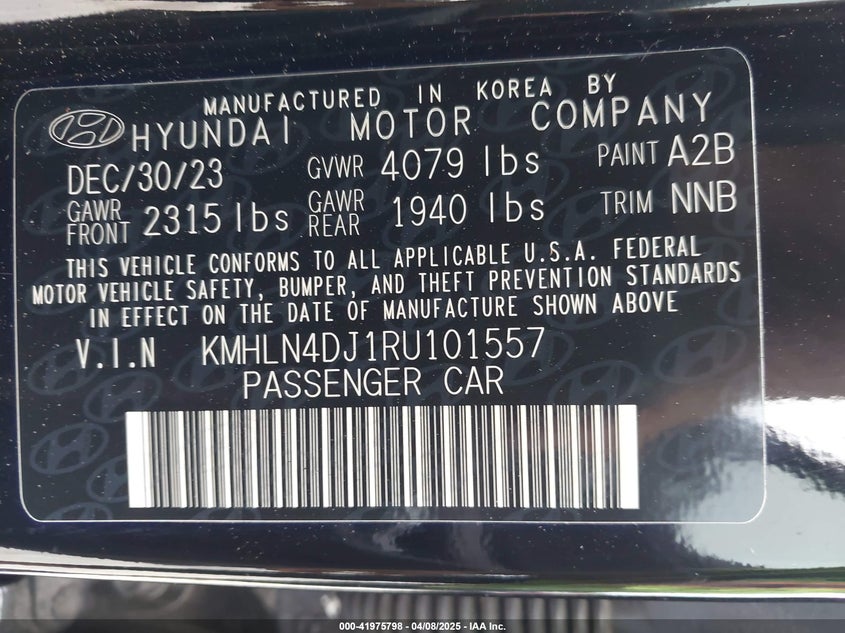 MANUFACTURED IN KOREA BY
HYUNDAI MOTOR COMPANY
DEC/30/23 GVWR 4079 lbs PAINT A2B
GAWR FRONT 2315 lbs GAWR REAR 1940 lbs TRIM NNB
THIS VEHICLE CONFORMS TO ALL APPLICABLE U.S.A. FEDERAL
MOTOR VEHICLE SAFETY, BUMPER, AND THEFT PREVENTION STANDARDS
IN EFFECT ON THE DATE OF MANUFACTURE SHOWN ABOVE
V.I.N KMHLN4DJ1RU101557
PASSENGER CAR
000-41975798 - 04/08/2025 - IAA Inc.